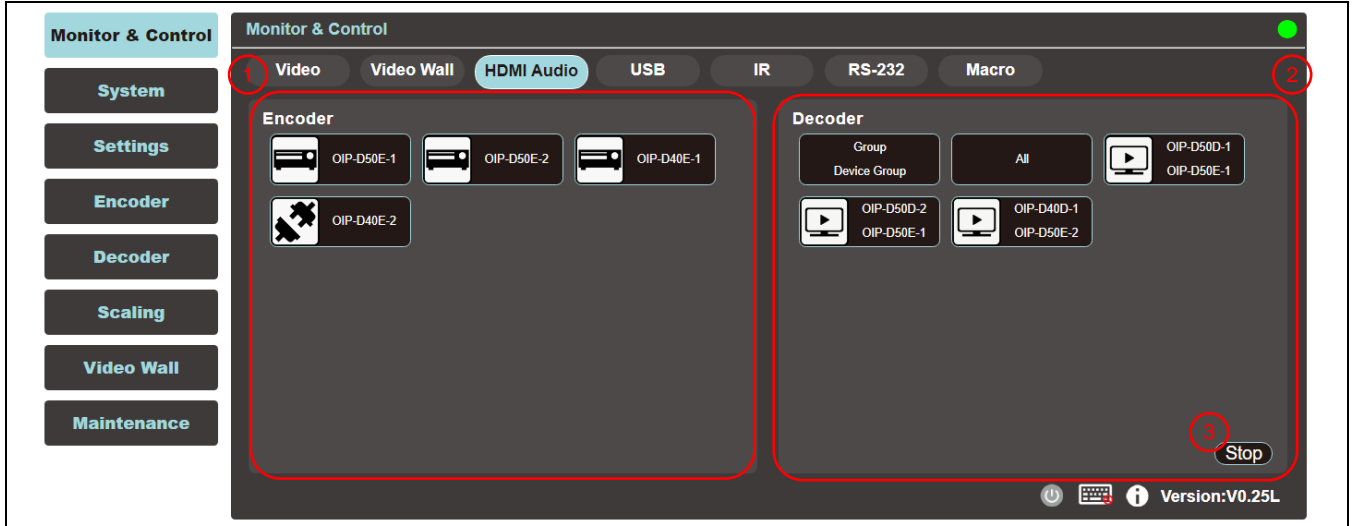 Monitor & Control
System
Settings
Encoder
Decoder
Scaling
Video Wall
Maintenance
Monitor & Control
Video
Video Wall
HDMI Audio
USB
IR
RS-232
Macro
1
2
Encoder
OIP-D50E-1
OIP-D50E-2
OIP-D40E-1
OIP-D40E-2
Decoder
Group
Device Group
All
OIP-D50D-1
OIP-D50E-1
OIP-D50D-2
OIP-D50E-1
OIP-D40D-1
OIP-D50E-2
3
Stop
Version:V0.25L